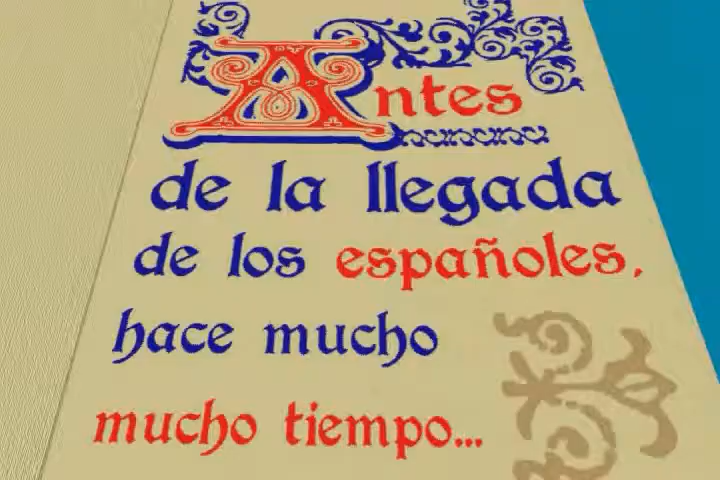 Antes
de la llegada
de los españoles,
hace mucho
mucho tiempo...